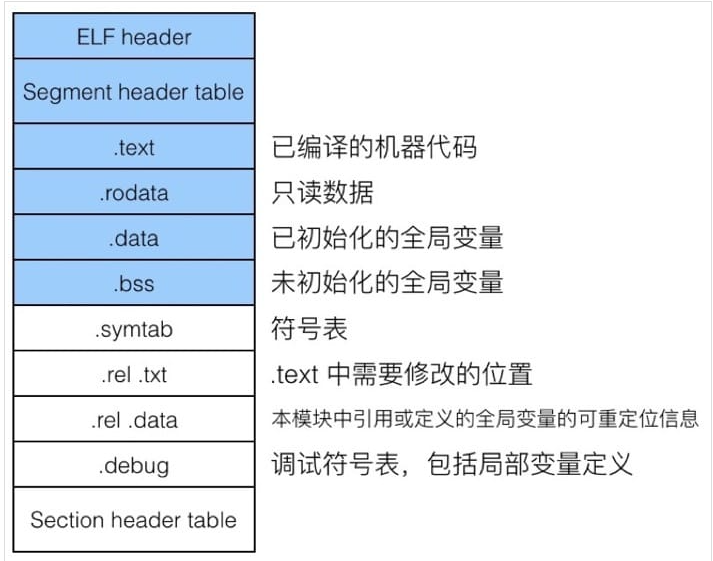 ELF header
Segment header table
.text 已编译的机器代码
.rodata 只读数据
.data 已初始化的全局变量
.bss 未初始化的全局变量
.symtab 符号表
.rel .txt .text 中需要修改的位置
.rel .data 本模块中引用或定义的全局变量的可重定位信息
.debug 调试符号表，包括局部变量定义
Section header table